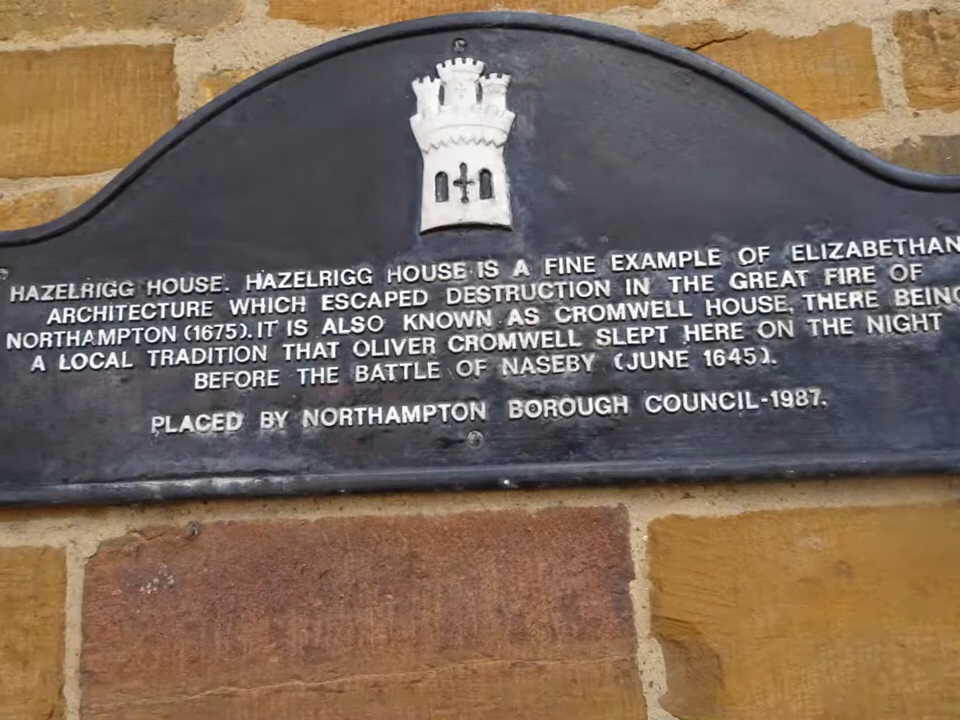 HAZELRIGG HOUSE. HAZELRIGG HOUSE IS A FINE EXAMPLE OF ELIZABETHAN
ARCHITECTURE WHICH ESCAPED DESTRUCTION IN THE GREAT FIRE OF
NORTHAMPTON (1675). IT IS ALSO KNOWN AS CROMWELL HOUSE, THERE BEING
A LOCAL TRADITION THAT OLIVER CROMWELL SLEPT HERE ON THE NIGHT
BEFORE THE BATTLE OF NASEBY (JUNE 1645).
PLACED BY NORTHAMPTON BOROUGH COUNCIL-1987.